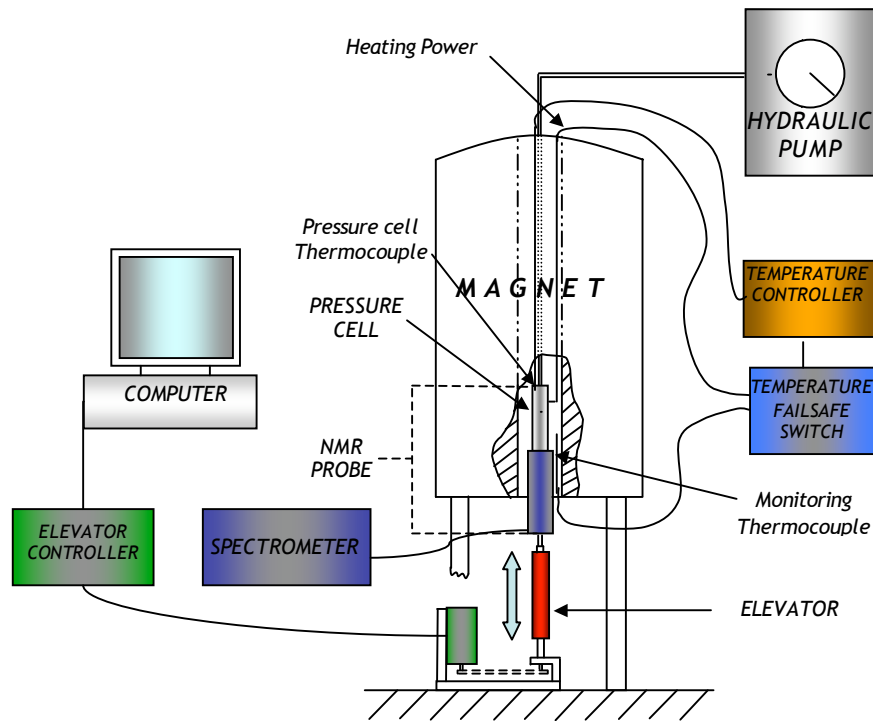 Heating Power
HYDRAULIC
PUMP
Pressure cell
Thermocouple
MAGNET
TEMPERATURE
CONTROLLER
PRESSURE
CELL
COMPUTER
TEMPERATURE
FAILSAFE
SWITCH
NMR
PROBE
Monitoring
Thermocouple
ELEVATOR
CONTROLLER
SPECTROMETER
ELEVATOR